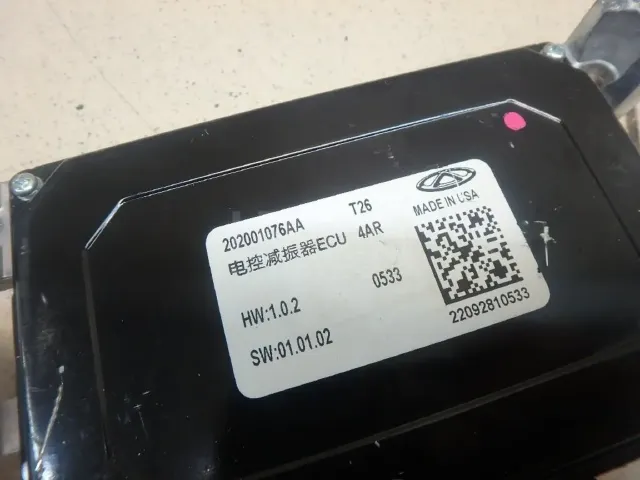 202001076AA T26
电控减振器ECU 4AR
HW:1.0.2 0533
SW:01.01.02
MADE IN USA
22092810533